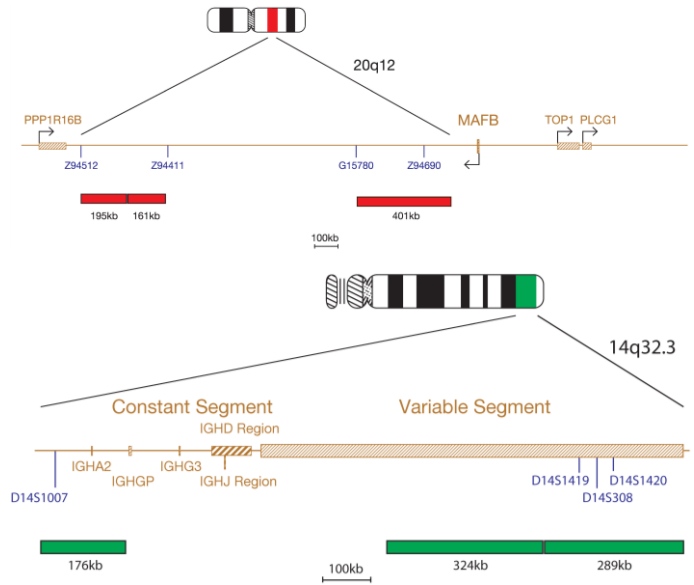 20q12
PPP1R16B
MAFB
TOP1
PLCG1
Z94512
Z94411
G15780
Z94690
195kb
161kb
401kb
100kb
14q32.3
Constant Segment
Variable Segment
IGHD Region
IGHA2
IGHGP
IGHG3
IGHJ Region
D14S1007
D14S1419
D14S1420
D14S308
176kb
324kb
289kb
100kb